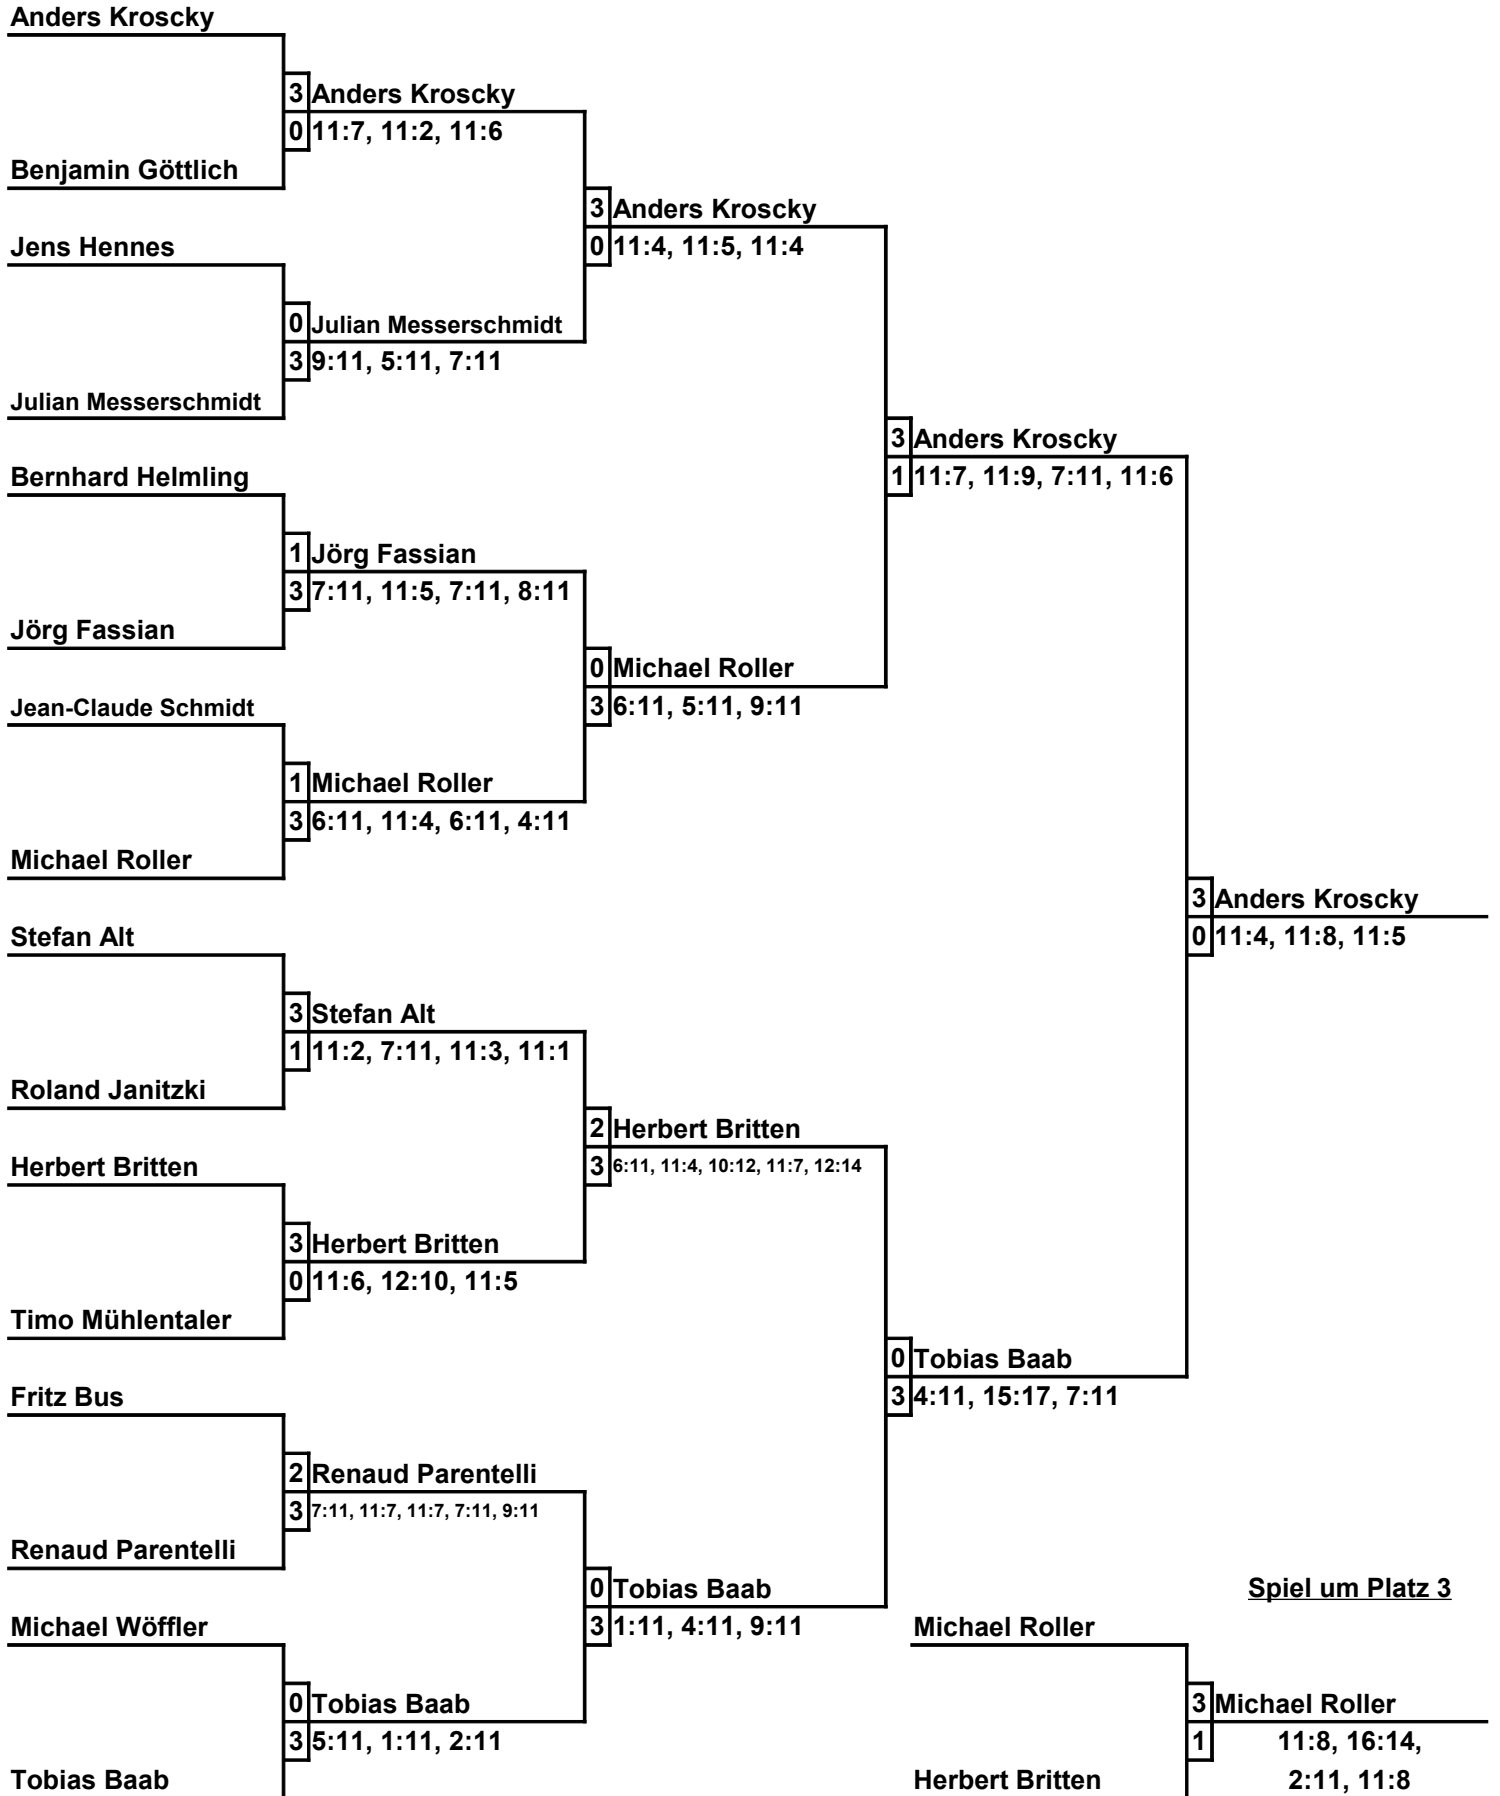 Anders Kroscky
3 Anders Kroscky
0 11:7, 11:2, 11:6
Benjamin Göttlich
3 Anders Kroscky
0 11:4, 11:5, 11:4
Jens Hennes
0 Julian Messerschmidt
3 9:11, 5:11, 7:11
Julian Messerschmidt
3 Anders Kroscky
1 11:7, 11:9, 7:11, 11:6
Bernhard Helmling
1 Jörg Fassian
3 7:11, 11:5, 7:11, 8:11
Jörg Fassian
0 Michael Roller
3 6:11, 5:11, 9:11
Jean-Claude Schmidt
1 Michael Roller
3 6:11, 11:4, 6:11, 4:11
Michael Roller
3 Anders Kroscky
0 11:4, 11:8, 11:5
Stefan Alt
3 Stefan Alt
1 11:2, 7:11, 11:3, 11:1
Roland Janitzki
2 Herbert Britten
3 6:11, 11:4, 10:12, 11:7, 12:14
Herbert Britten
3 Herbert Britten
0 11:6, 12:10, 11:5
Timo Mühlentaler
0 Tobias Baab
3 4:11, 15:17, 7:11
Fritz Bus
2 Renaud Parentelli
3 7:11, 11:7, 11:7, 7:11, 9:11
Renaud Parentelli
0 Tobias Baab
3 1:11, 4:11, 9:11
Michael Wöffler
0 Tobias Baab
3 5:11, 1:11, 2:11
Tobias Baab
Spiel um Platz 3
Michael Roller
3 Michael Roller
1 11:8, 16:14,
2:11, 11:8
Herbert Britten